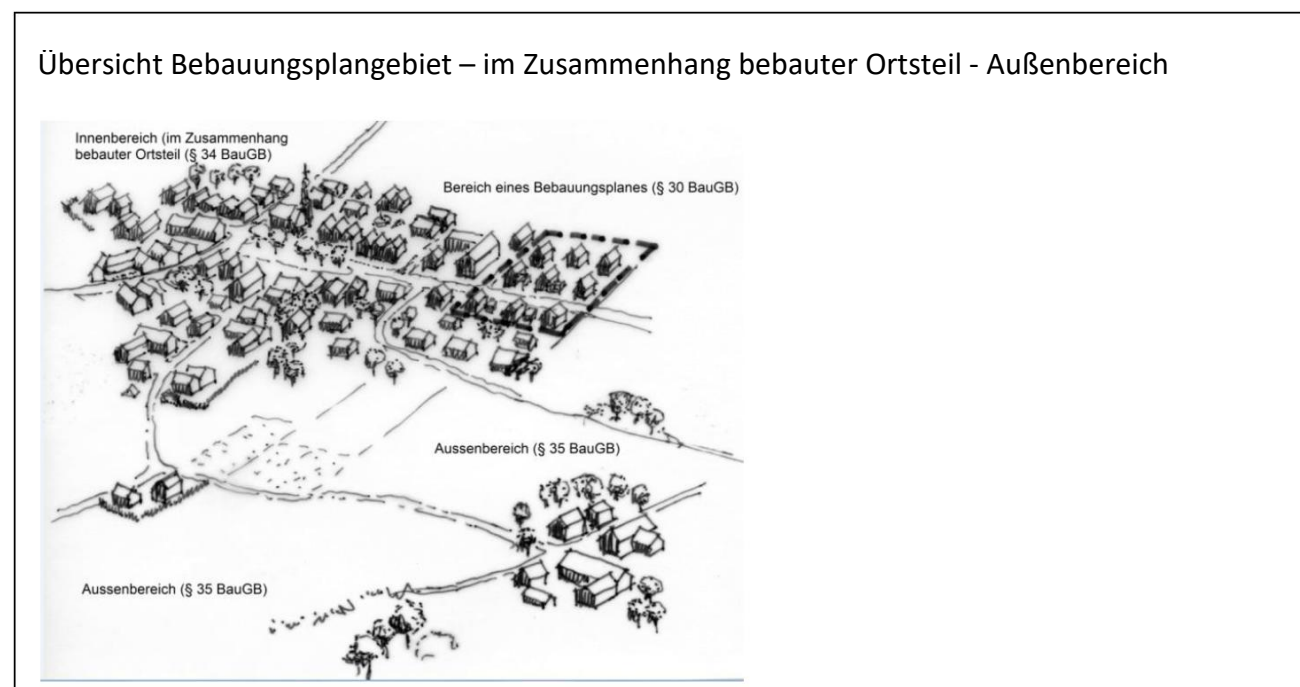 Übersicht Bebauungsplangebiet – im Zusammenhang bebauter Ortsteil - Außenbereich
Innenbereich (im Zusammenhang
bebauter Ortsteil (§ 34 BauGB)
Bereich eines Bebauungsplanes (§ 30 BauGB)
Aussenbereich (§ 35 BauGB)
Aussenbereich (§ 35 BauGB)